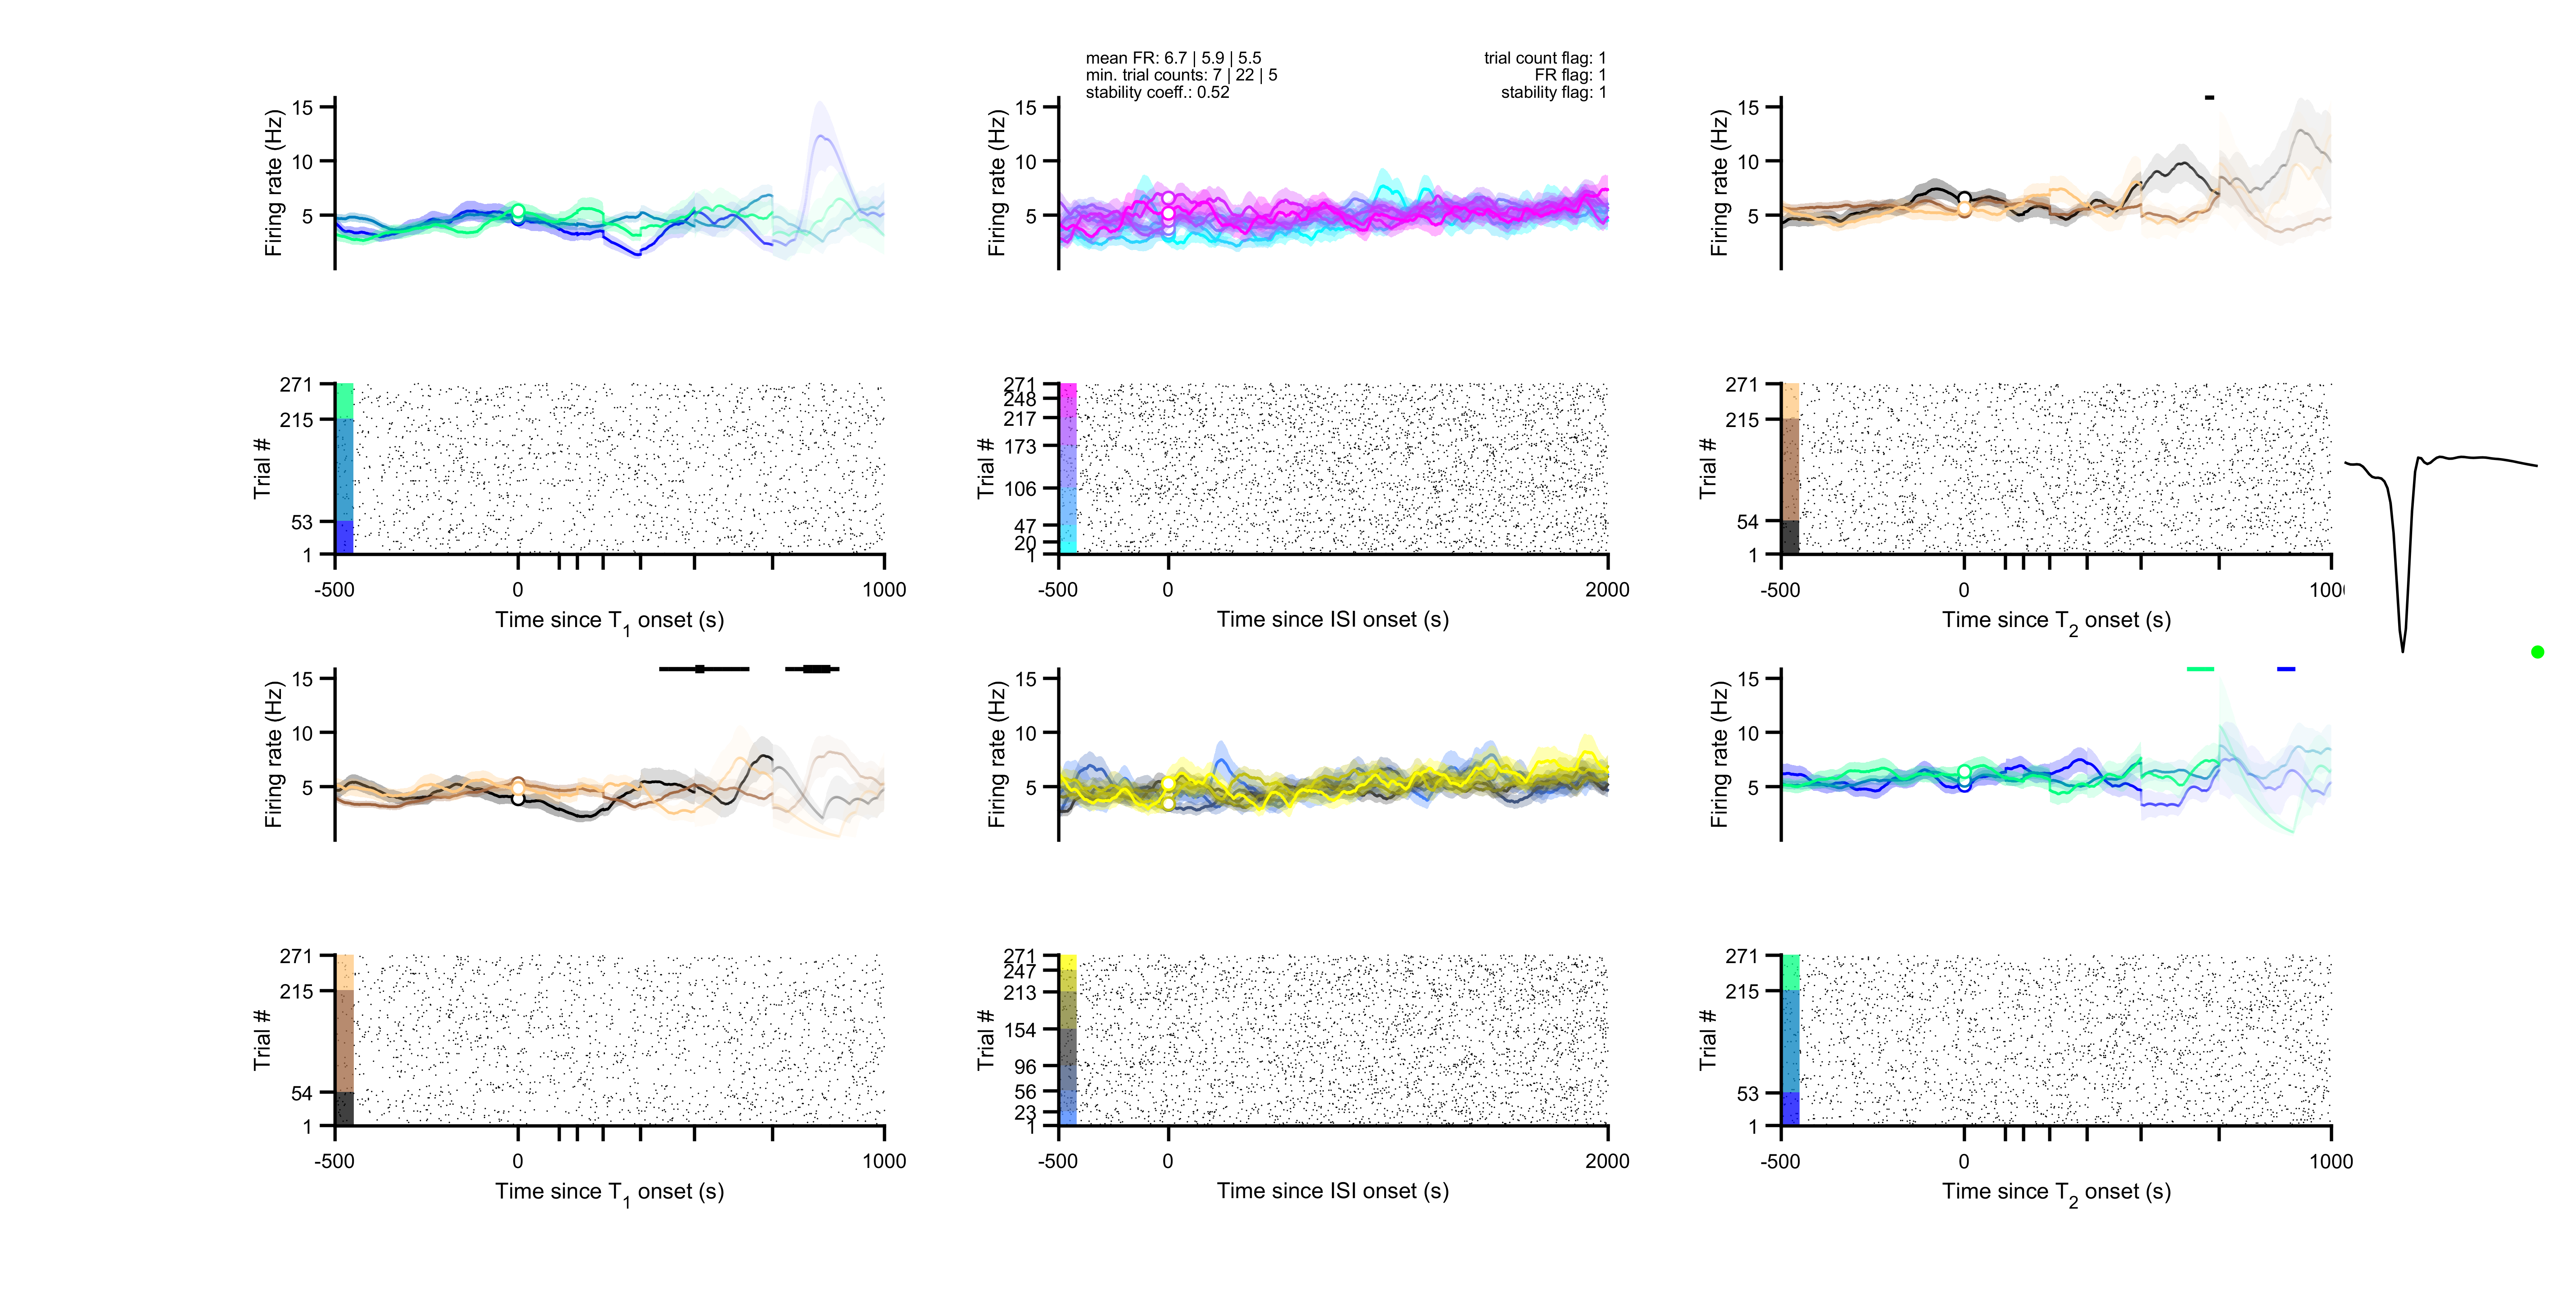 mean FR: 6.7 | 5.9 | 5.5
min. trial counts: 7 | 22 | 5
stability coeff.: 0.52
trial count flag: 1
FR flag: 1
stability flag: 1
Firing rate (Hz)
15
10
5
Firing rate (Hz)
15
10
5
Firing rate (Hz)
15
10
5
Trial #
271
215
53
1
-500
0
1000
Time since T1 onset (s)
Trial #
271
248
217
173
106
47
20
1
-500
0
2000
Time since ISI onset (s)
Trial #
271
215
54
1
-500
0
Time since T2 onset (s)
Firing rate (Hz)
15
10
5
Firing rate (Hz)
15
10
5
Firing rate (Hz)
15
10
5
Trial #
271
215
54
1
-500
0
1000
Time since T1 onset (s)
Trial #
271
247
213
154
96
56
23
1
-500
0
2000
Time since ISI onset (s)
Trial #
271
215
53
1
-500
0
1000
Time since T2 onset (s)